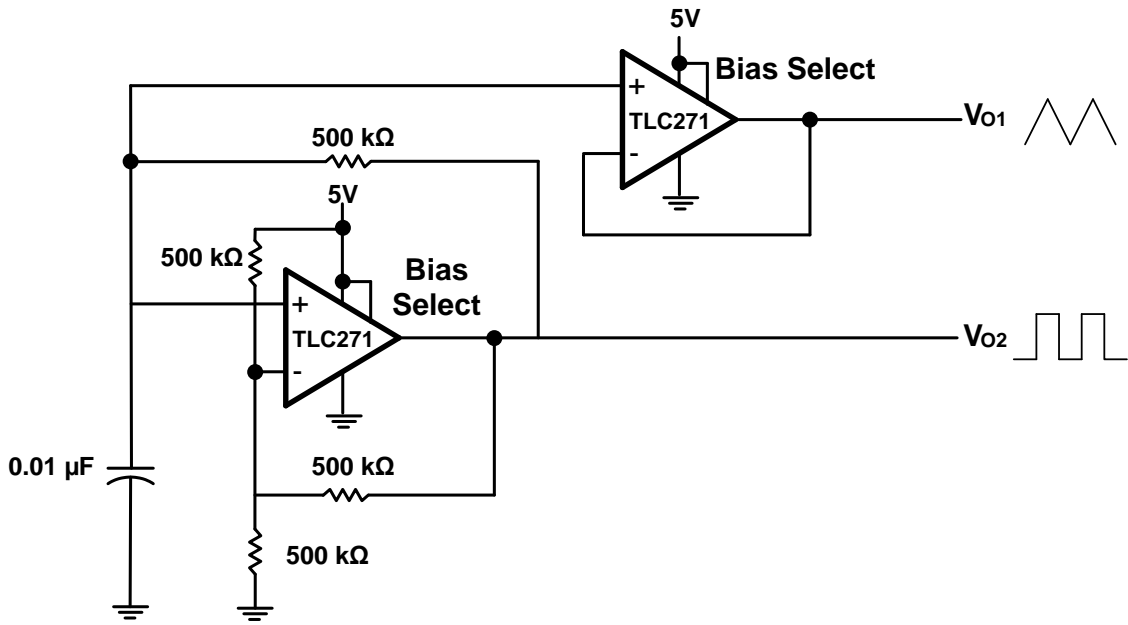 5V
Bias Select
+
TLC271
-
VO1
500 kΩ
5V
500 kΩ
Bias
Select
+
TLC271
-
VO2
0.01 µF
500 kΩ
500 kΩ